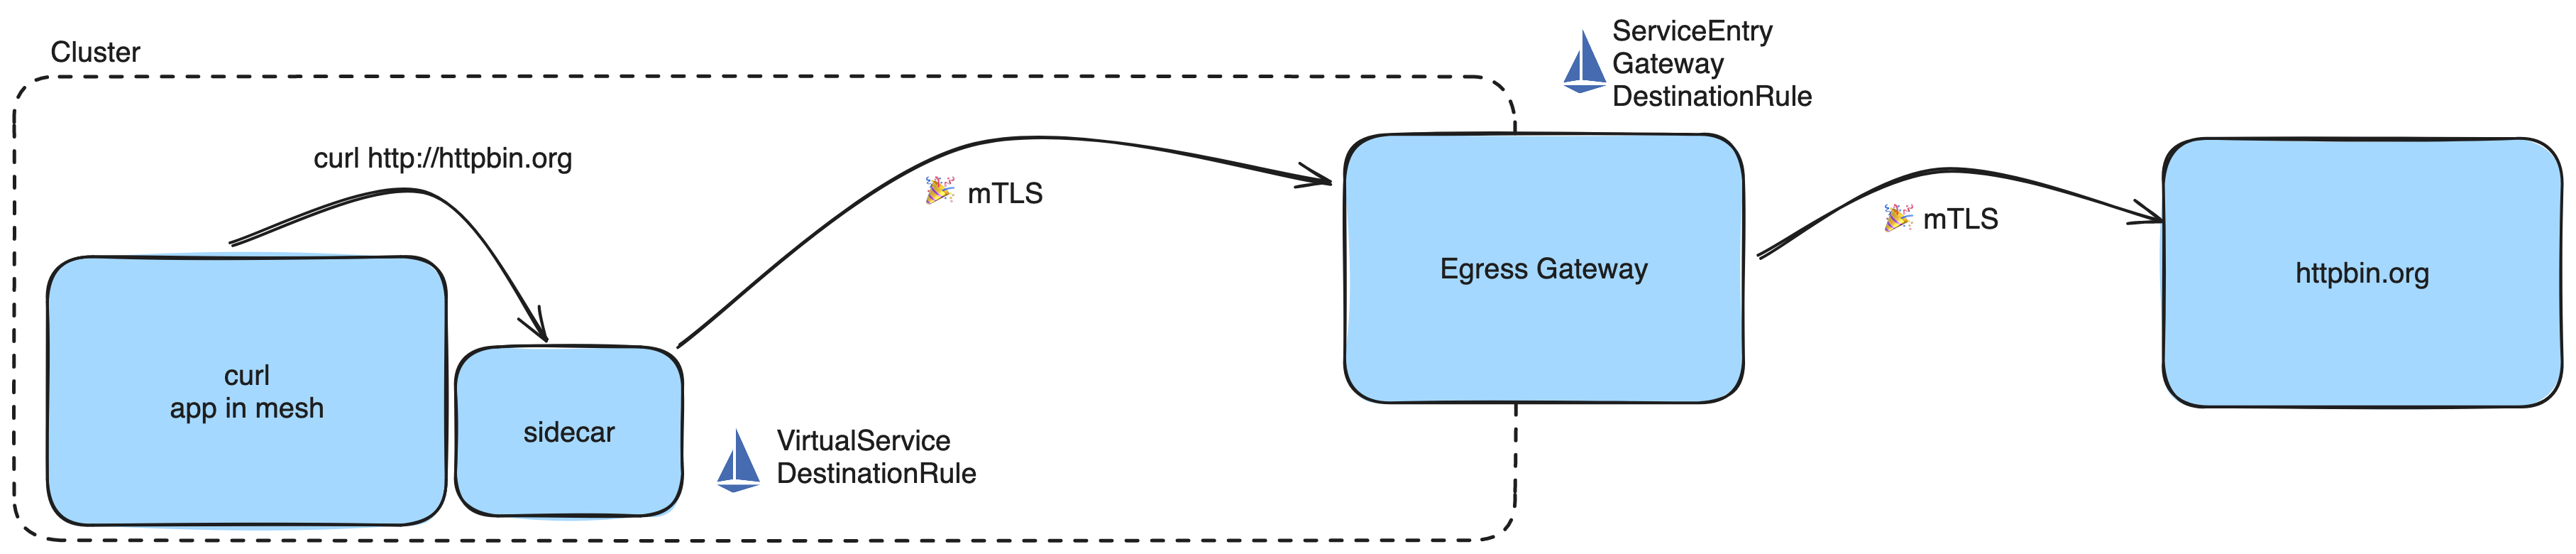 Cluster
ServiceEntry
Gateway
DestinationRule
curl http://httpbin.org
mTLS
mTLS
Egress Gateway
httpbin.org
curl
app in mesh
sidecar
VirtualService
DestinationRule